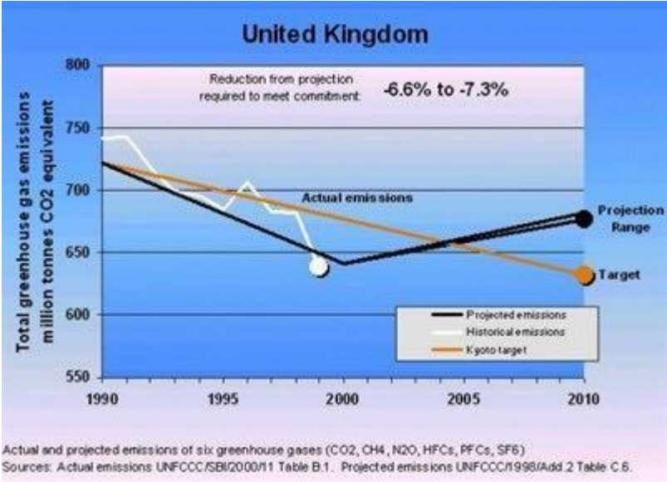 United Kingdom
Reduction from projection
required to meet commitment:
-6.6% to -7.3%
Total greenhouse gas emissions
million tonnes CO2 equivalent
800
750
700
650
600
550
Actual emissions
Projection
Range
Target
Projected emissions
Historical emissions
Kyoto target
1990
1995
2000
2005
2010
Actual and projected emissions of six greenhouse gases (CO2, CH4, N2O, HFCs, PFCs, SF6)
Sources: Actual emissions UNFCCC/SBI/2000/11 Table B.1. Projected emissions UNFCCC/1998/Add.2 Table C.6.